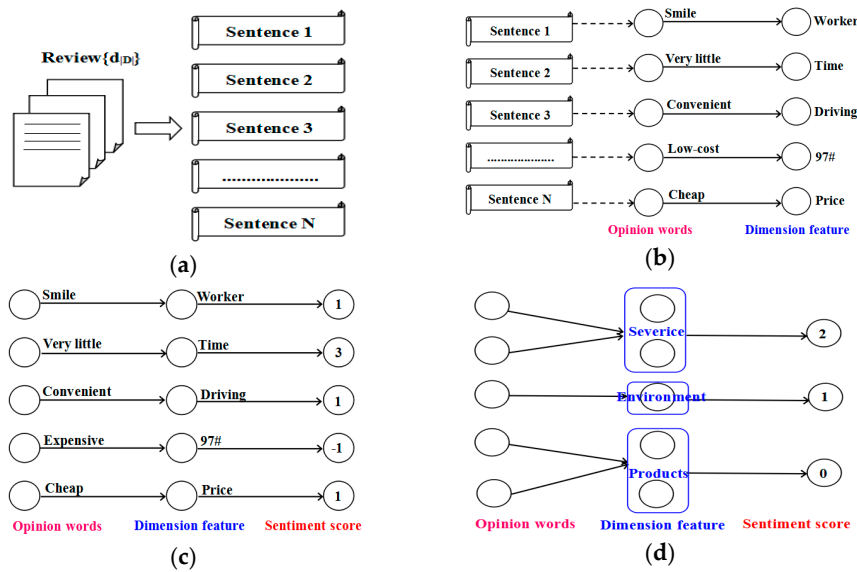 Review{d|D|}
Sentence 1
Sentence 2
Sentence 3
....................
Sentence N
(a)
Sentence 1 Smile Worker
Sentence 2 Very little Time
Sentence 3 Convenient Driving
.................... Low-cost 97#
Sentence N Cheap Price
Opinion words Dimension feature
(b)
Smile Worker 1
Very little Time 3
Convenient Driving 1
Expensive 97# -1
Cheap Price 1
Opinion words Dimension feature Sentiment score
(c)
Severice 2
Environment 1
Products 0
Opinion words Dimension feature Sentiment score
(d)